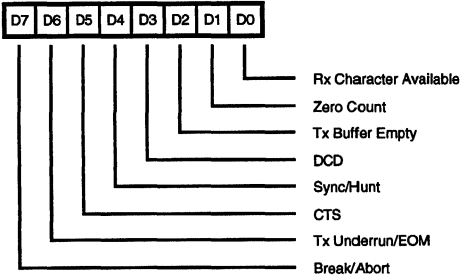 D7 D6 D5 D4 D3 D2 D1 D0
Rx Character Available
Zero Count
Tx Buffer Empty
DCD
Sync/Hunt
CTS
Tx Underrun/EOM
Break/Abort